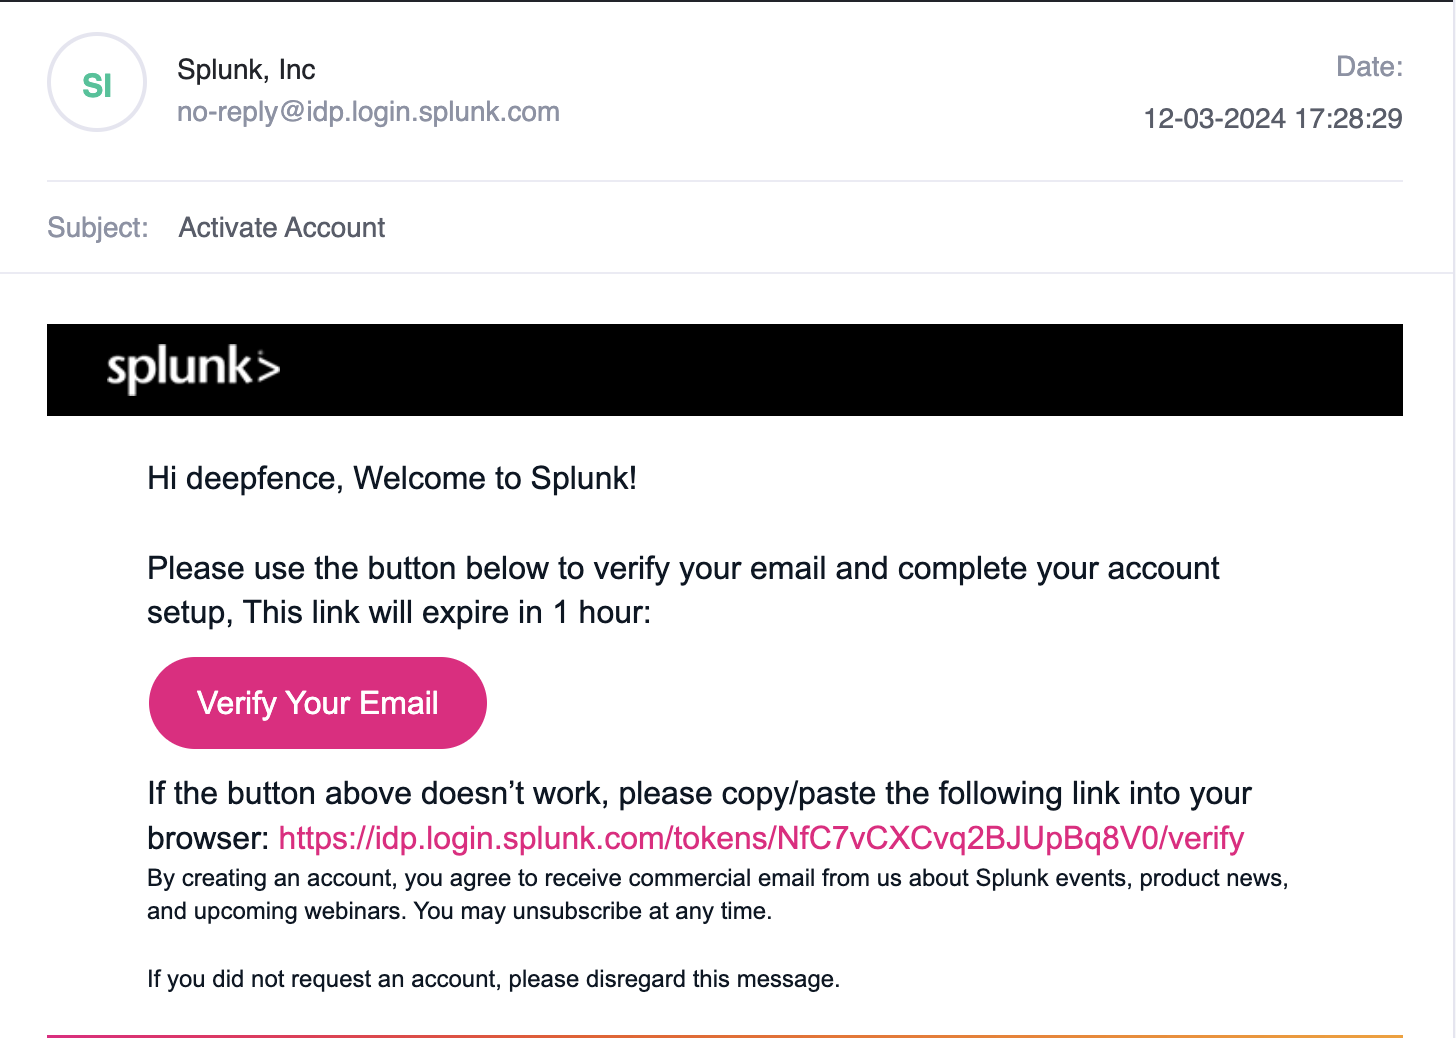 SI
Splunk, Inc
no-reply@idp.login.splunk.com
Date:
12-03-2024 17:28:29
Subject: Activate Account
splunk>
Hi deepfence, Welcome to Splunk!
Please use the button below to verify your email and complete your account
setup, This link will expire in 1 hour:
Verify Your Email
If the button above doesn’t work, please copy/paste the following link into your
browser: https://idp.login.splunk.com/tokens/NfC7vCXCvq2BJUpBq8V0/verify
By creating an account, you agree to receive commercial email from us about Splunk events, product news,
and upcoming webinars. You may unsubscribe at any time.
If you did not request an account, please disregard this message.